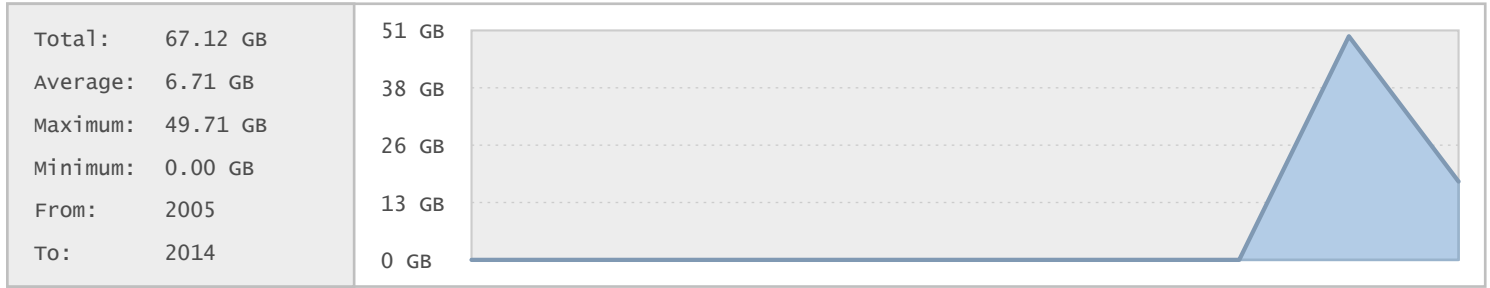 Total: 67.12 GB
Average: 6.71 GB
Maximum: 49.71 GB
Minimum: 0.00 GB
From: 2005
To: 2014
51 GB
38 GB
26 GB
13 GB
0 GB